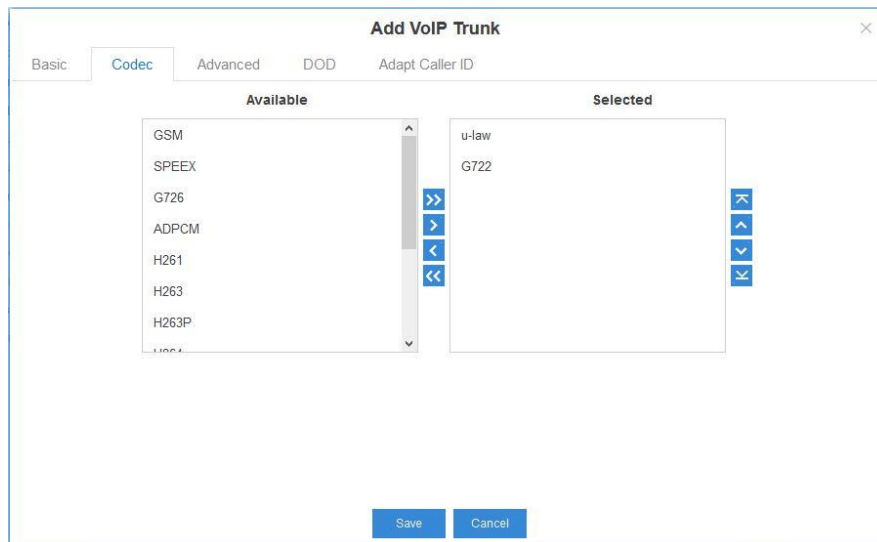 Add VoIP Trunk
Basic Codec Advanced DOD Adapt Caller ID
Available Selected
GSM
SPEEX
G726
ADPCM
H261
H263
H263P
u-law
G722
Save Cancel